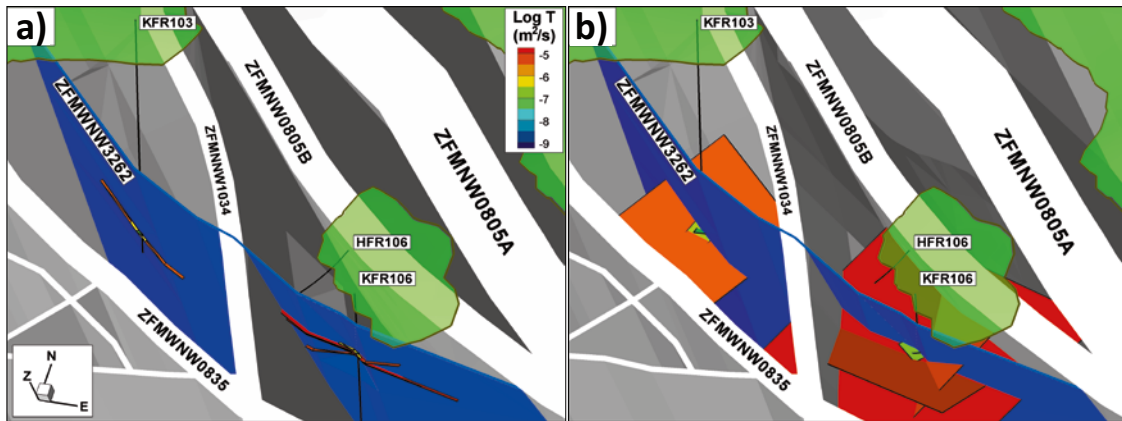 a)
KFR103
Log T
(m²/s)
-5
-6
-7
-8
-9
ZFMWNW3262
ZFMNNW1034
ZFMNW0805B
ZFMNW0805A
HFR106
KFR106
ZFMWNW0835
N
Z
E
b)
KFR103
ZFMWNW3262
ZFMNNW1034
ZFMNW0805B
ZFMNW0805A
HFR106
KFR106
ZFMWNW0835